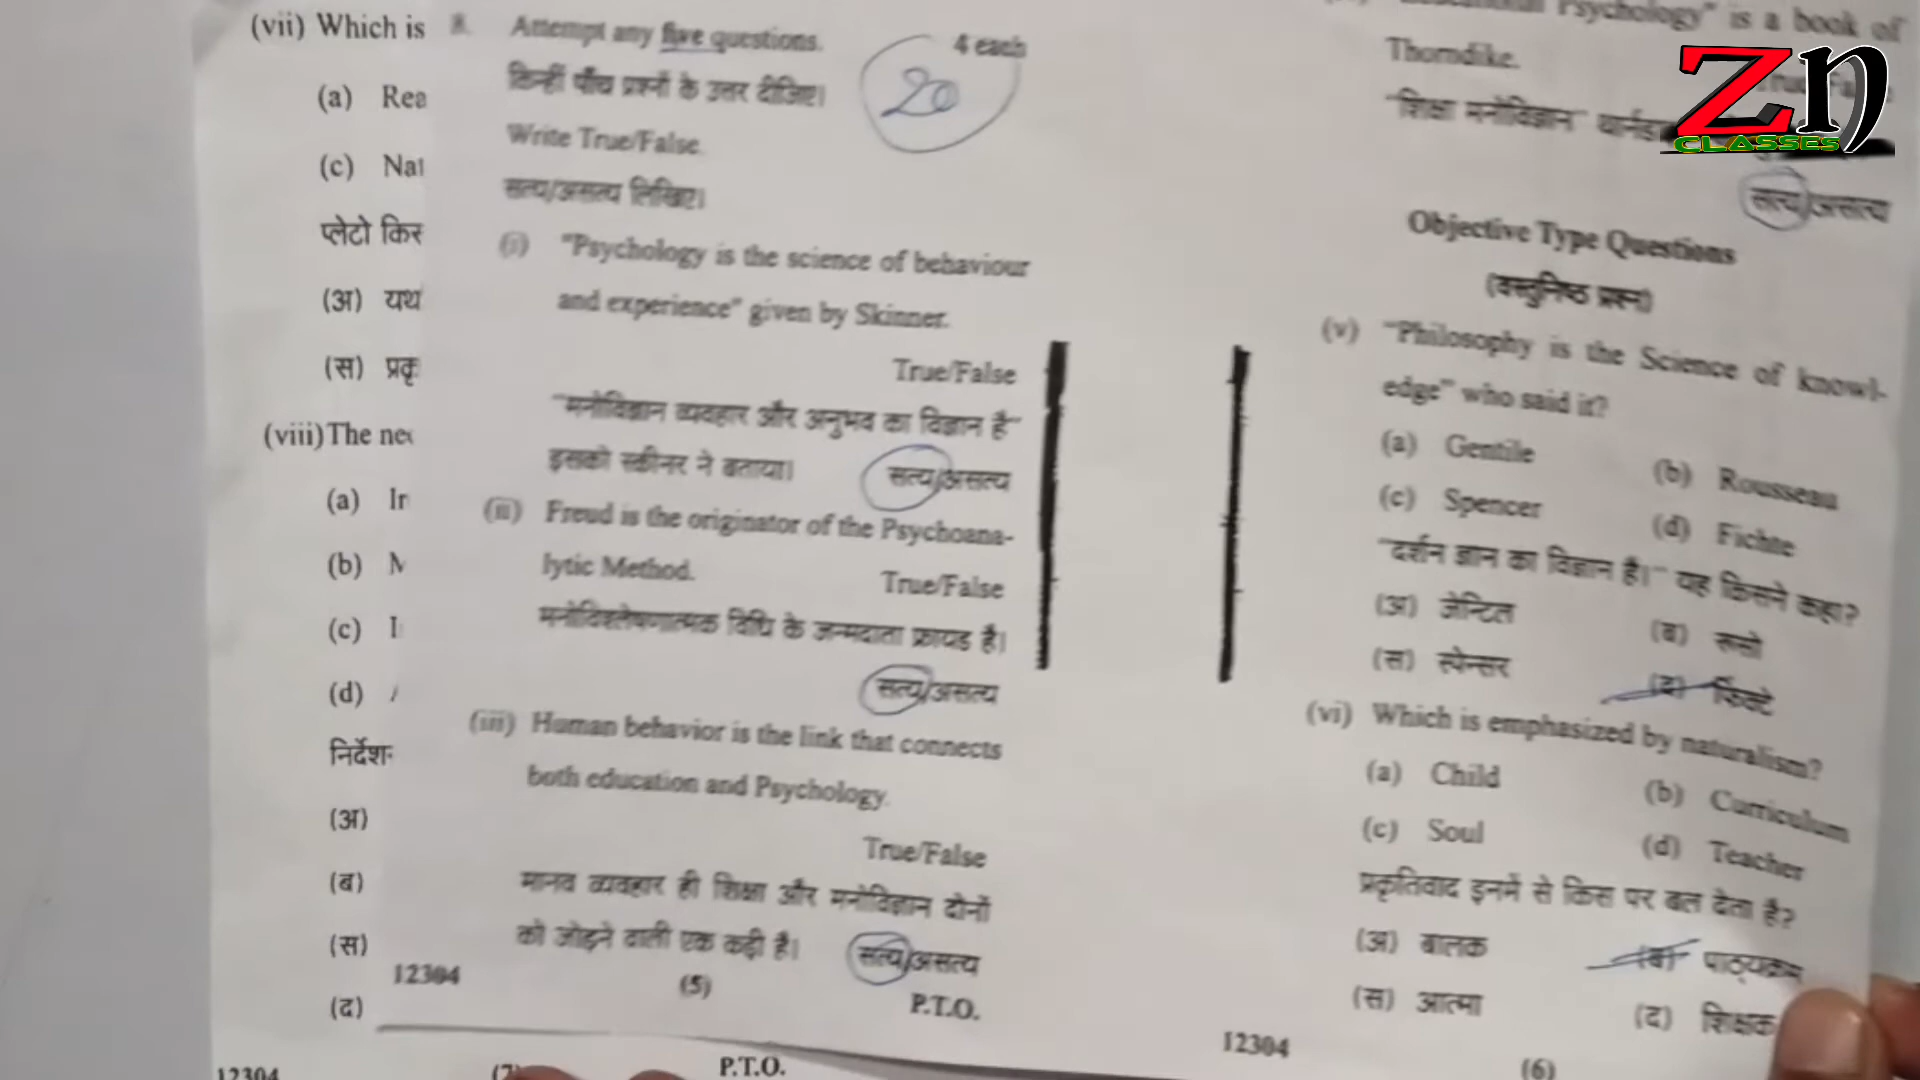 (vii) Which is
(a) Rea
(c) Nat
प्लेटो किस
(अ) यथ
(स) प्रकृ
(viii) The nee
(a) In
(b) M
(c) I
(d)
निर्देश
(अ)
(ब)
(स)
(द)
12304
P.T.O.
8. Attempt any five questions. 4 each
20
किन्हीं पाँच प्रश्नों के उत्तर दीजिए।
Write True/False.
सत्य/असत्य लिखिए।
(i) "Psychology is the science of behaviour
and experience" given by Skinner.
True/False
"मनोविज्ञान व्यवहार और अनुभव का विज्ञान है"
इसको स्कीनर ने बताया। सत्य/असत्य
(ii) Freud is the originator of the Psychoana-
lytic Method. True/False
मनोविश्लेषणात्मक विधि के जन्मदाता फ्रायड है।
सत्य/असत्य
(iii) Human behavior is the link that connects
both education and Psychology.
True/False
मानव व्यवहार ही शिक्षा और मनोविज्ञान दोनों
को जोड़ने वाली एक कड़ी है। सत्य/असत्य
12304 (5) P.T.O.
Psychology" is a book of
Thorndike.
"शिक्षा मनोविज्ञान"
सत्य/असत्य
Objective Type Questions
(वस्तुनिष्ठ प्रश्न)
(v) "Philosophy is the Science of knowl-
edge" who said it?
(a) Gentile (b) Rousseau
(c) Spencer (d) Fichte
"दर्शन ज्ञान का विज्ञान है।" यह किसने कहा?
(अ) जेन्टिल (ब) रूसो
(स) स्पेन्सर (द) फिक्टे
(vi) Which is emphasized by naturalism?
(a) Child (b) Curriculum
(c) Soul (d) Teacher
प्रकृतिवाद इनमें से किस पर बल देता है?
(अ) बालक (ब) पाठ्यक्रम
(स) आत्मा (द) शिक्षक
12304 (6)
Zn
CLASSES